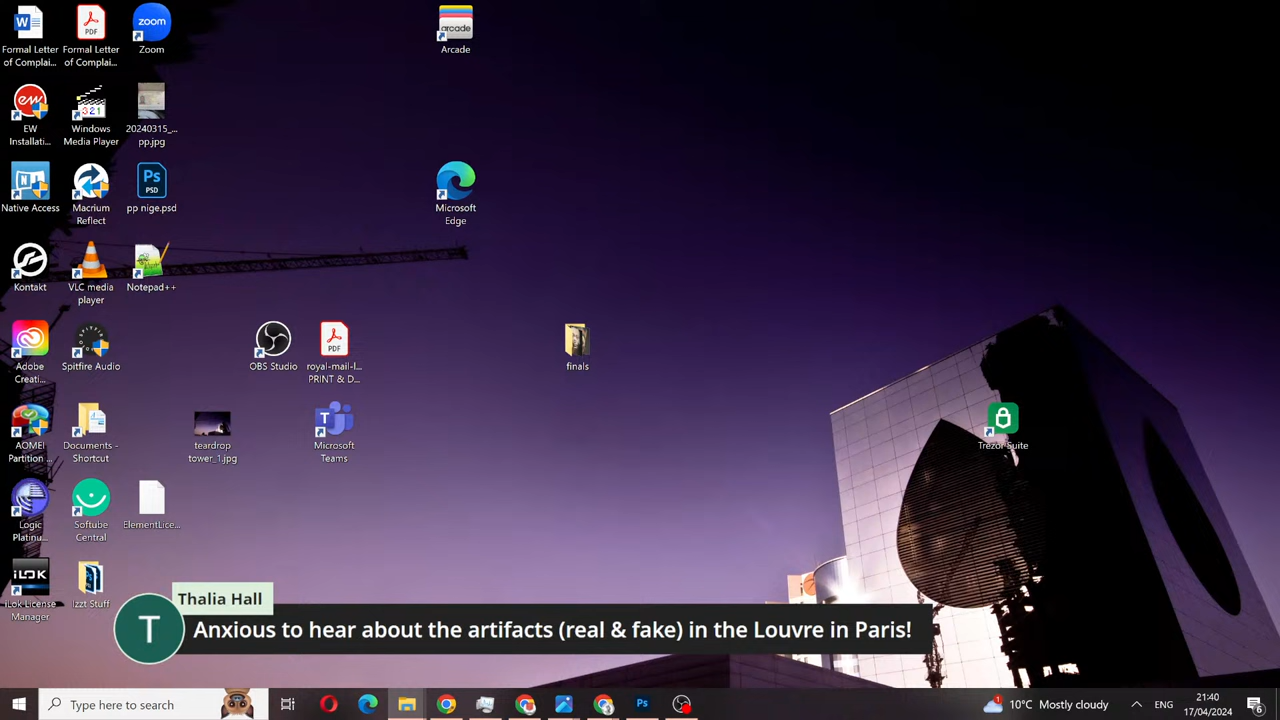 Formal Letter
of Complai...
Formal Letter
of Complai...
Zoom
zoom
Arcade
arcade
EW
Installati...
Windows
Media Player
20240315_...
pp.jpg
Native Access
Macrium
Reflect
pp nige.psd
Microsoft
Edge
Kontakt
VLC media
player
Notepad++
Adobe
Creati...
Spitfire Audio
OBS Studio
royal-mail-l...
PRINT & D...
finals
AOMEI
Partition ...
Documents -
Shortcut
teardrop
tower_1.jpg
Microsoft
Teams
Trezor Suite
Logic
Platinu...
Softube
Central
ElementLice...
iLok License
Manager
Izzt Stuff
Thalia Hall
T
Anxious to hear about the artifacts (real & fake) in the Louvre in Paris!
Type here to search
10°C Mostly cloudy
ENG
21:40
17/04/2024